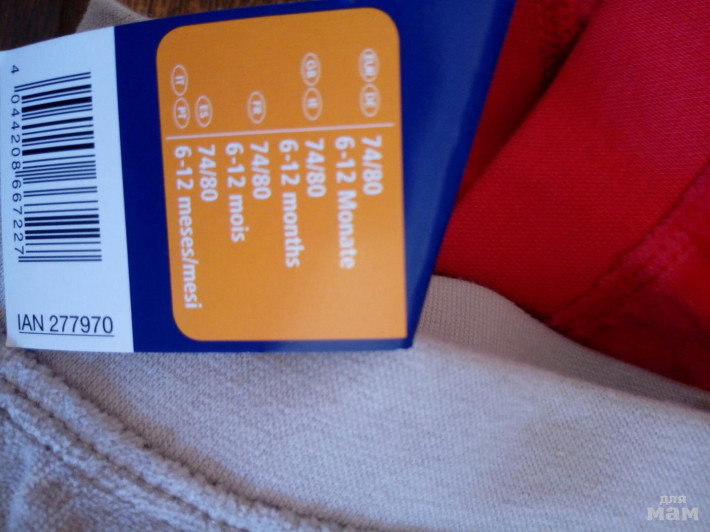 EUR DE 74/80
6-12 Monate
GB IE 74/80
6-12 months
FR 74/80
6-12 mois
ES 74/80
IT PT 6-12 meses/mesi
4 044208 667227
IAN 277970
для
мам